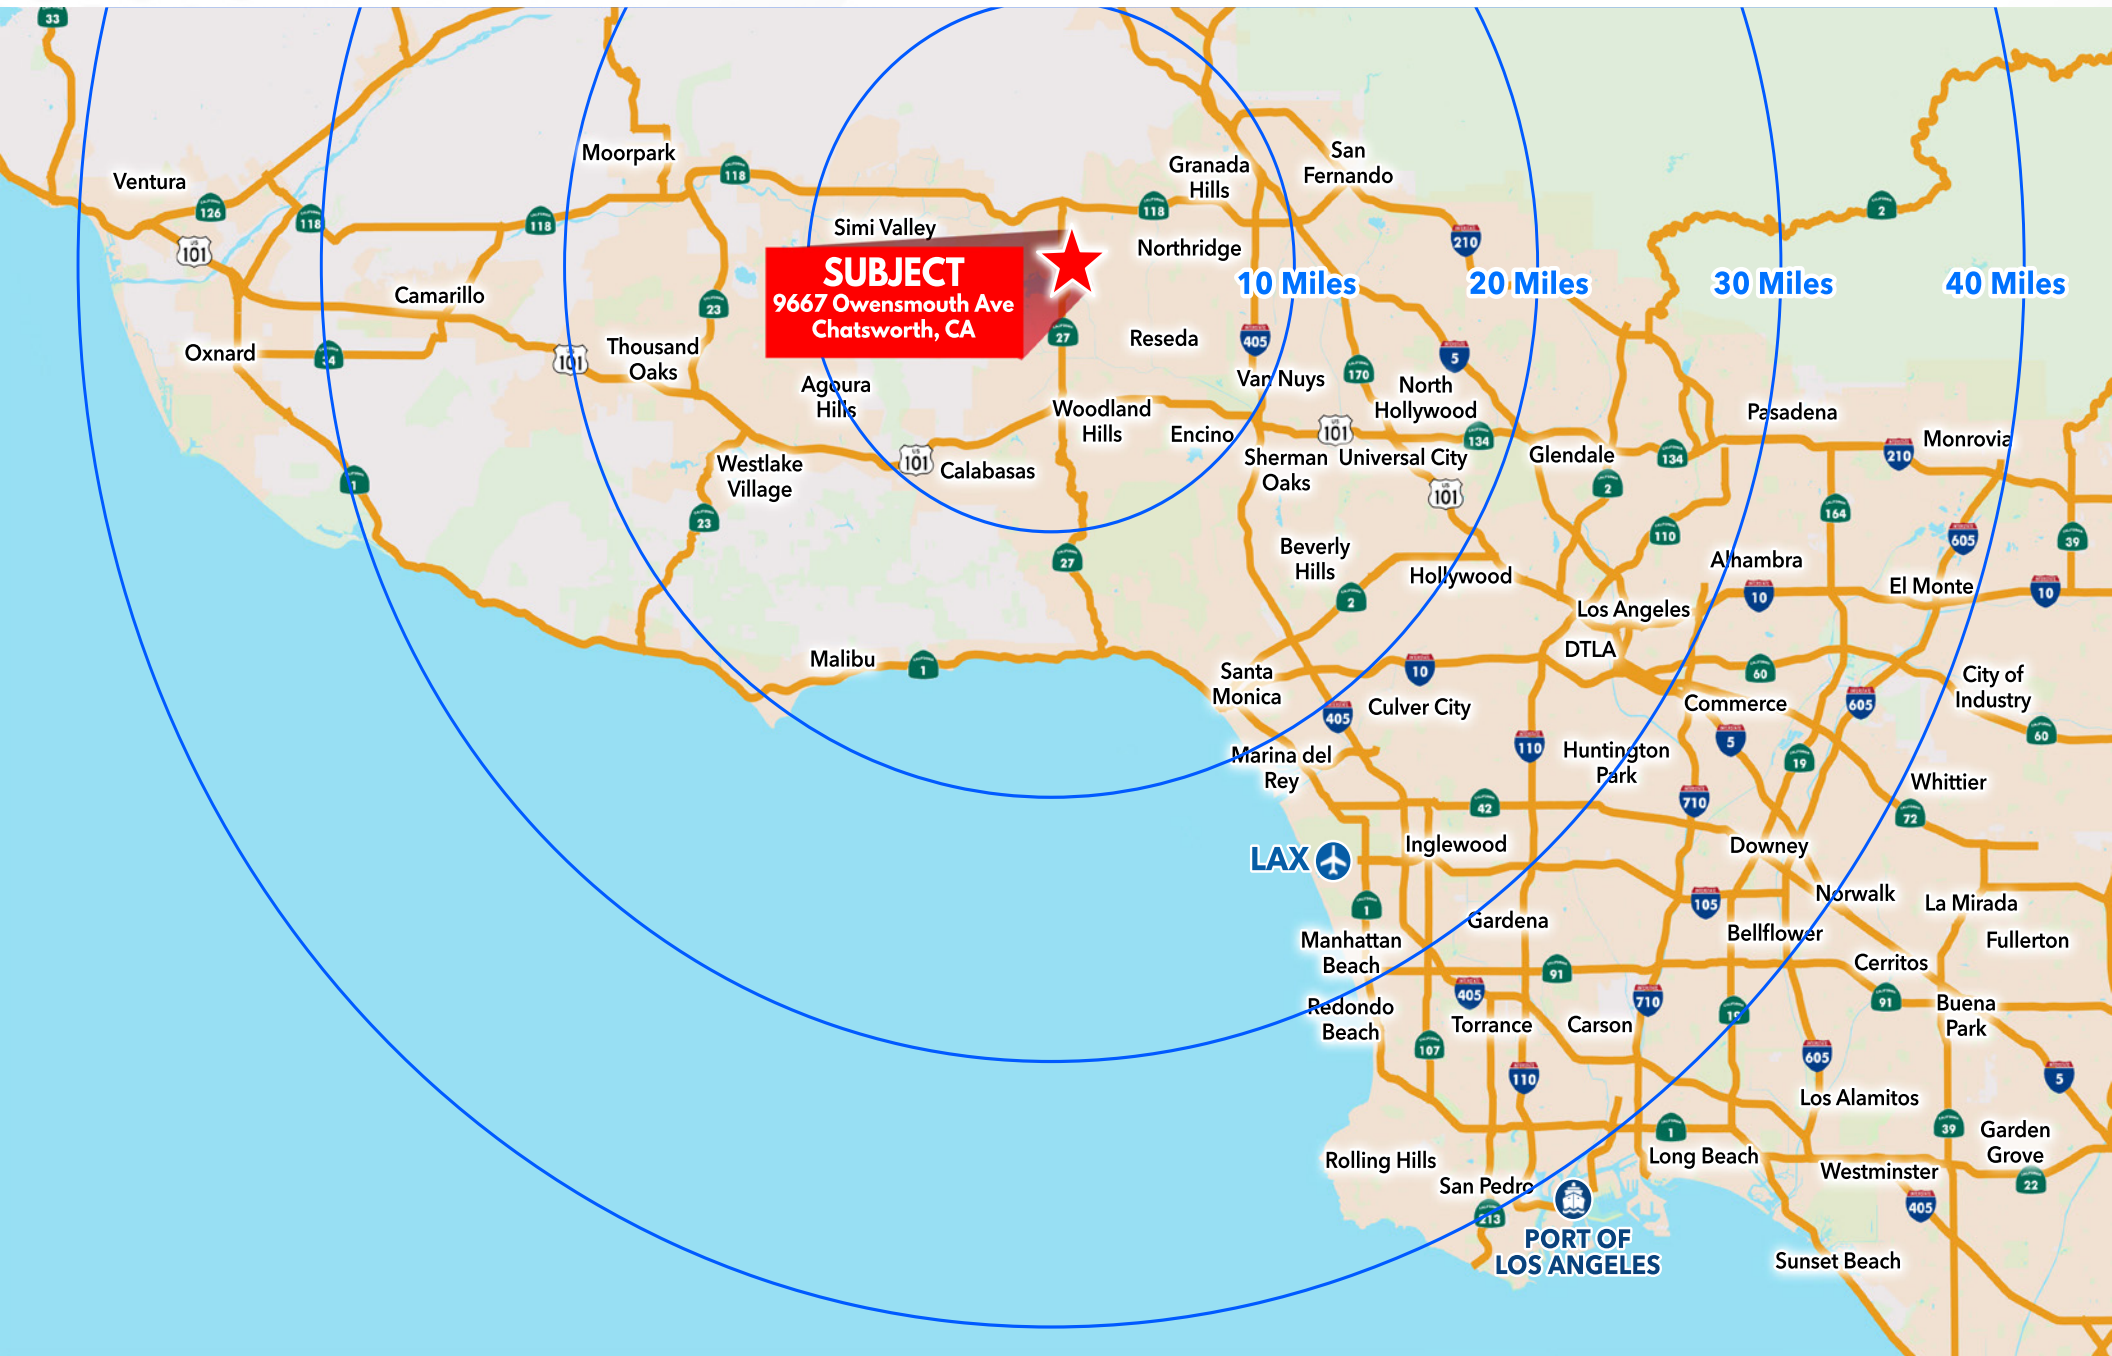 33
Moorpark
Granada
Hills
San
Fernando
Ventura
126
118
118
118
118
2
101
Simi Valley
Northridge
210
SUBJECT
9667 Owensmouth Ave
Chatsworth, CA
10 Miles
20 Miles
30 Miles
40 Miles
Camarillo
23
27
Reseda
405
5
Oxnard
34
101
Thousand
Oaks
Agoura
Hills
Van Nuys
170
North
Hollywood
Woodland
Hills
Encino
US
101
134
Pasadena
Monrovia
210
Westlake
Village
US
101
Calabasas
Sherman
Oaks
Universal City
Glendale
134
1
23
US
101
2
164
110
605
39
27
Beverly
Hills
Hollywood
Alhambra
2
10
El Monte
10
Los Angeles
DTLA
Malibu
1
Santa
Monica
10
60
City of
Industry
405
Culver City
Commerce
605
60
Marina del
Rey
110
Huntington
Park
5
19
Whittier
42
710
72
LAX
Inglewood
Downey
1
105
Norwalk
La Mirada
Gardena
Bellflower
Fullerton
Manhattan
Beach
91
Cerritos
405
710
91
Redondo
Beach
Torrance
Carson
19
Buena
Park
107
110
605
5
Los Alamitos
1
39
Garden
Grove
Rolling Hills
Long Beach
Westminster
22
San Pedro
213
405
PORT OF
LOS ANGELES
Sunset Beach